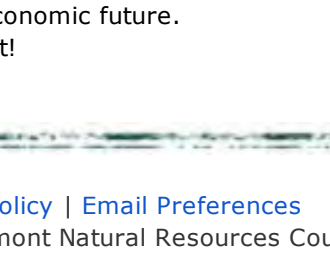 conomic future.
t!
olicy | Email Preferences
mont Natural Resources Cou